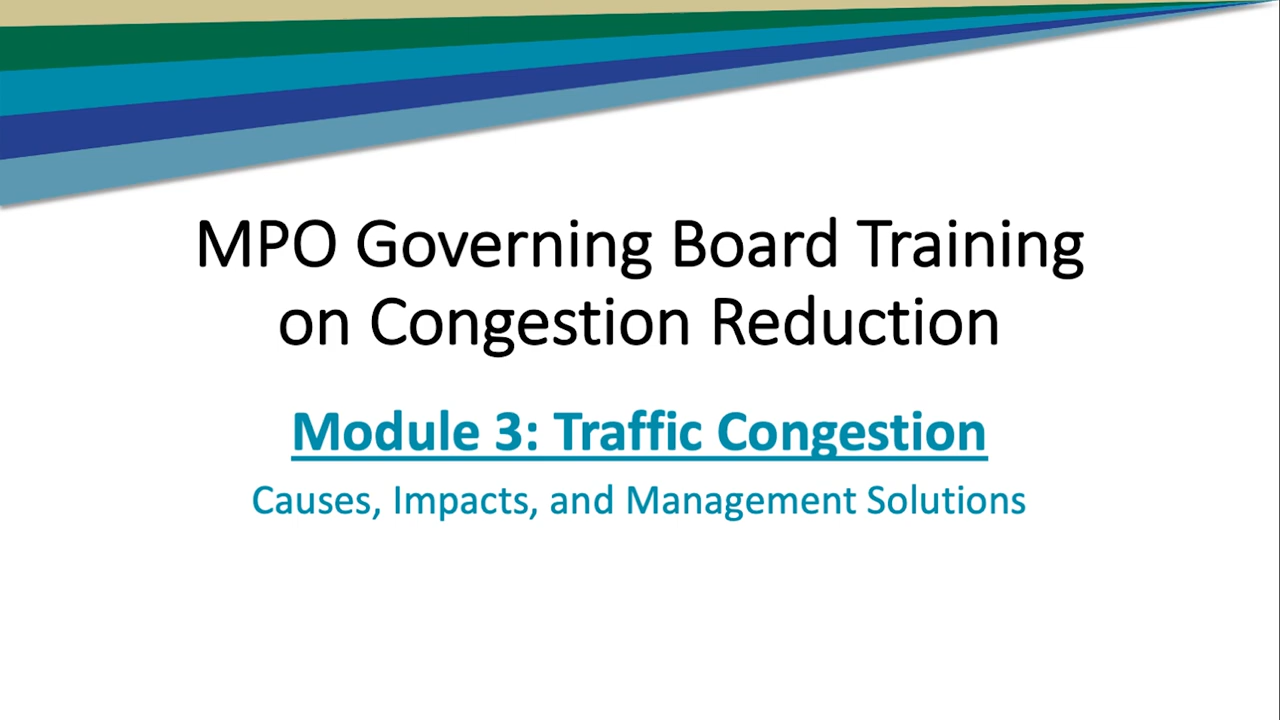 MPO Governing Board Training
on Congestion Reduction
Module 3: Traffic Congestion
Causes, Impacts, and Management Solutions